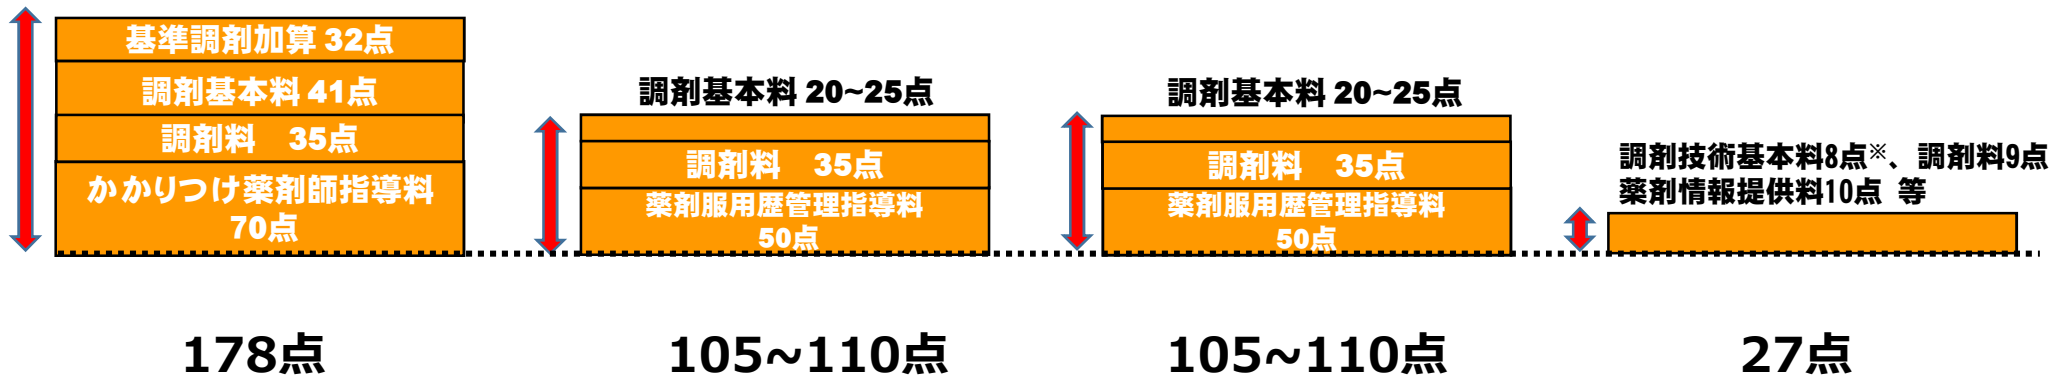 基準調剤加算 32点
調剤基本料 41点
調剤料　35点
かかりつけ薬剤師指導料
70点
調剤基本料 20~25点
調剤料　35点
薬剤服用歴管理指導料
50点
調剤基本料 20~25点
調剤料　35点
薬剤服用歴管理指導料
50点
調剤技術基本料8点※、調剤料9点
薬剤情報提供料10点 等
178点
105~110点
105~110点
27点